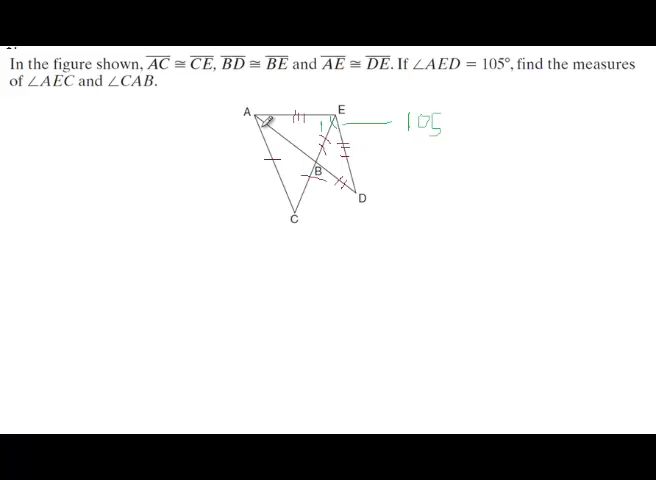 In the figure shown, AC ≅ CE, BD ≅ BE and AE ≅ DE. If ∠AED = 105°, find the measures
of ∠AEC and ∠CAB.
A
E
105
B
D
C